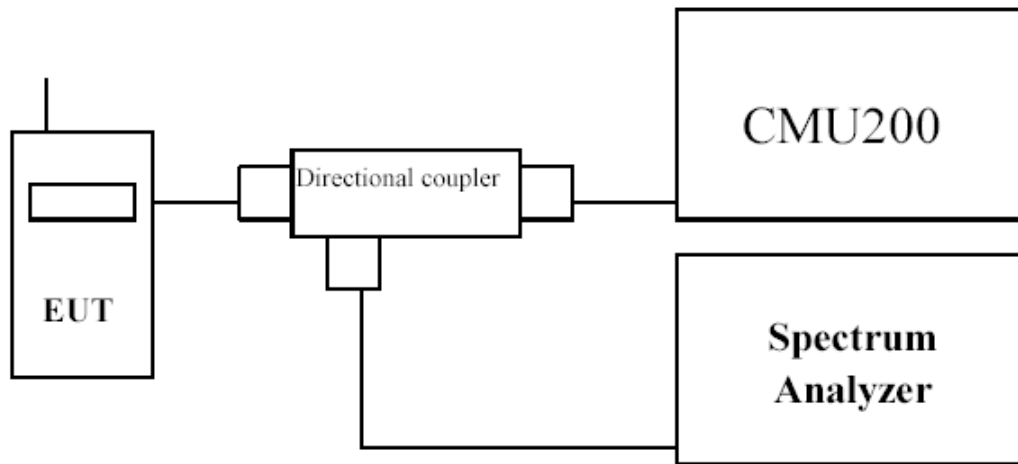 CMU200
Directional coupler
EUT
Spectrum
Analyzer